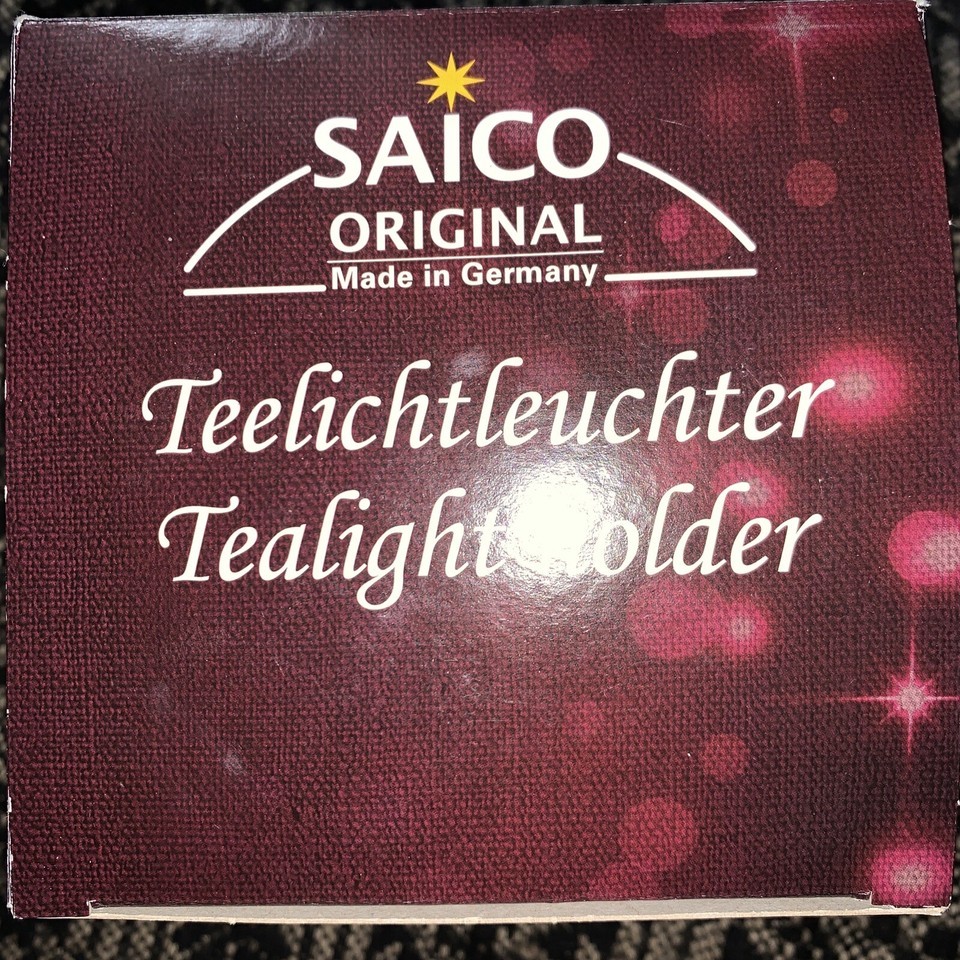 SAICO
ORIGINAL
Made in Germany
Teelichtleuchter
Tealight